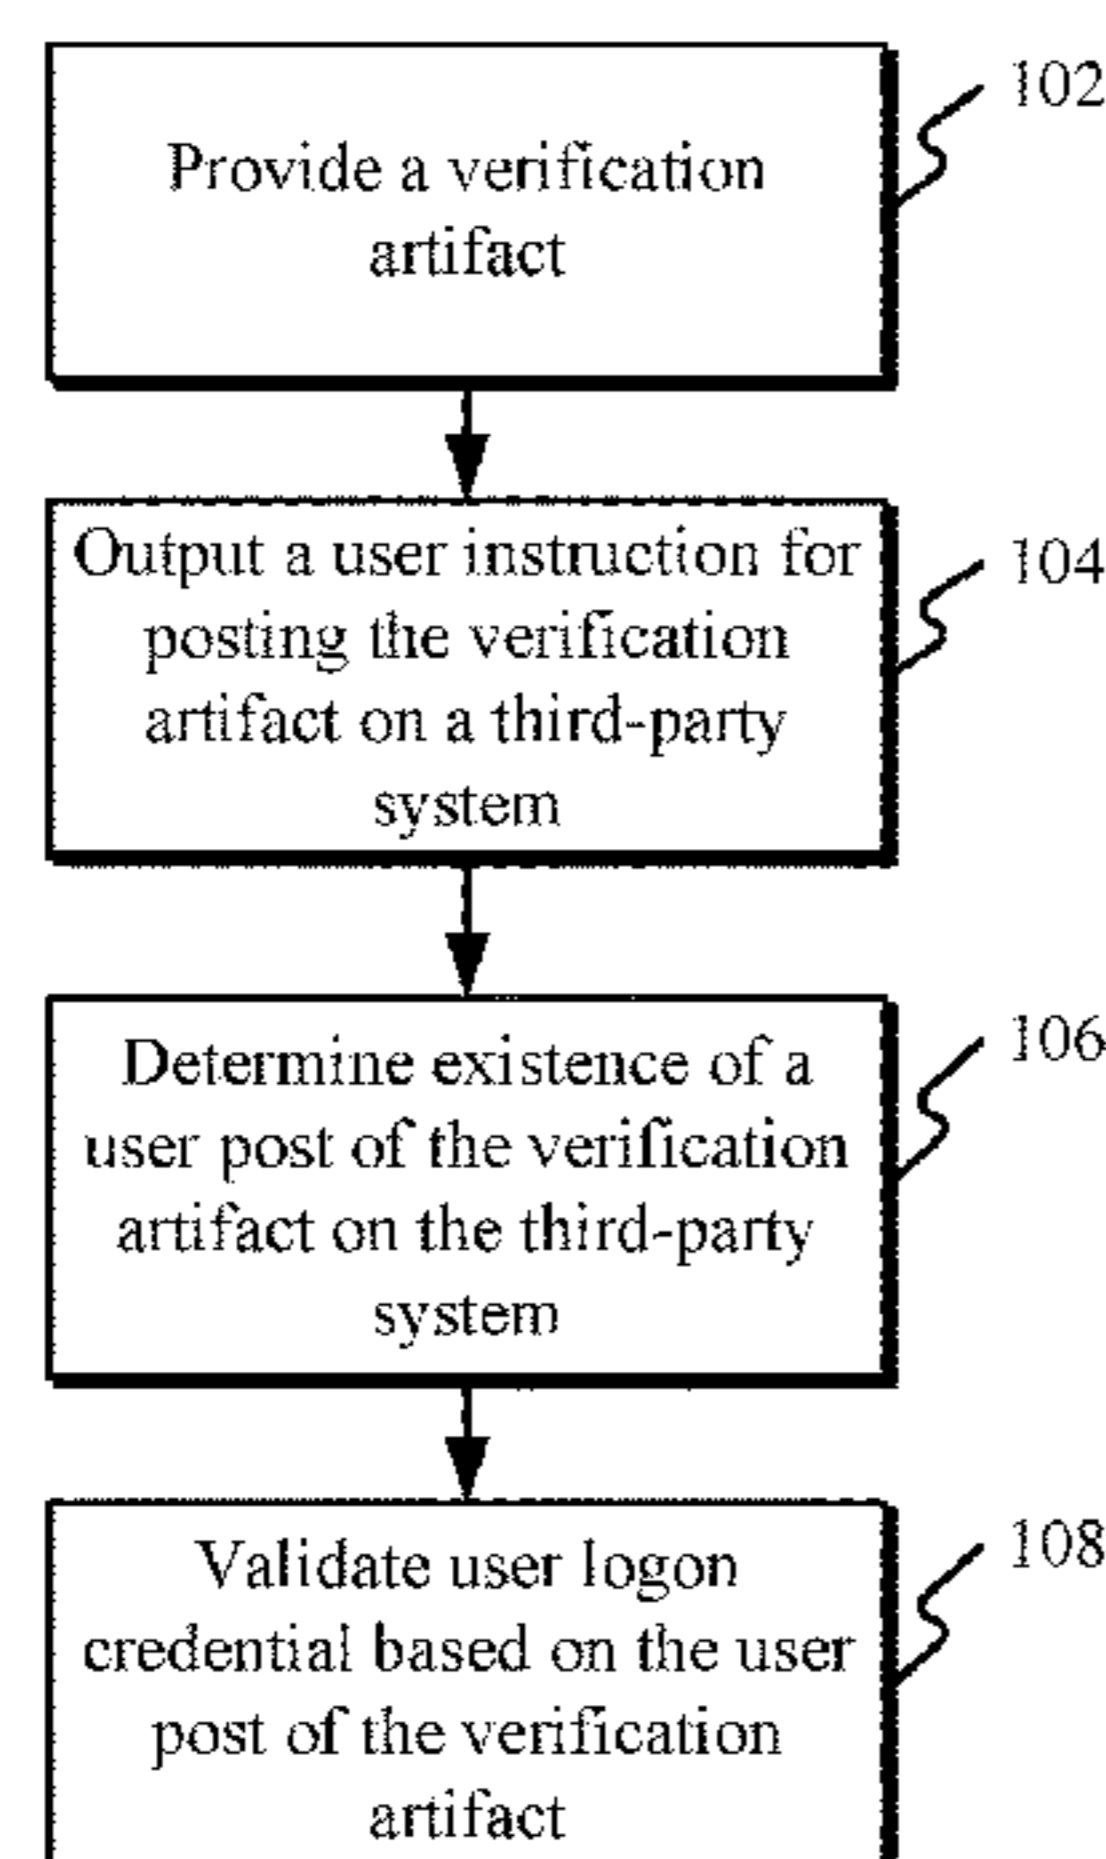 102
Provide a verification
artifact
104
Output a user instruction for
posting the verification
artifact on a third-party
system
106
Determine existence of a
user post of the verification
artifact on the third-party
system
108
Validate user logon
credential based on the user
post of the verification
artifact